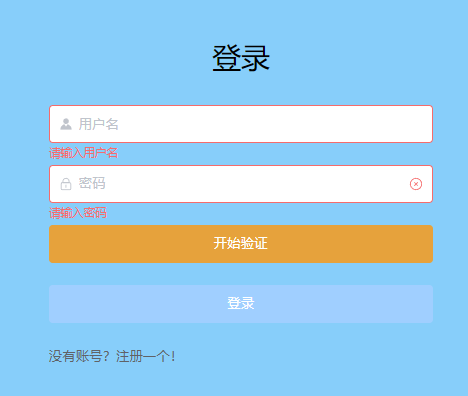 登录
用户名
请输入用户名
密码
请输入密码
开始验证
登录
没有账号？注册一个！